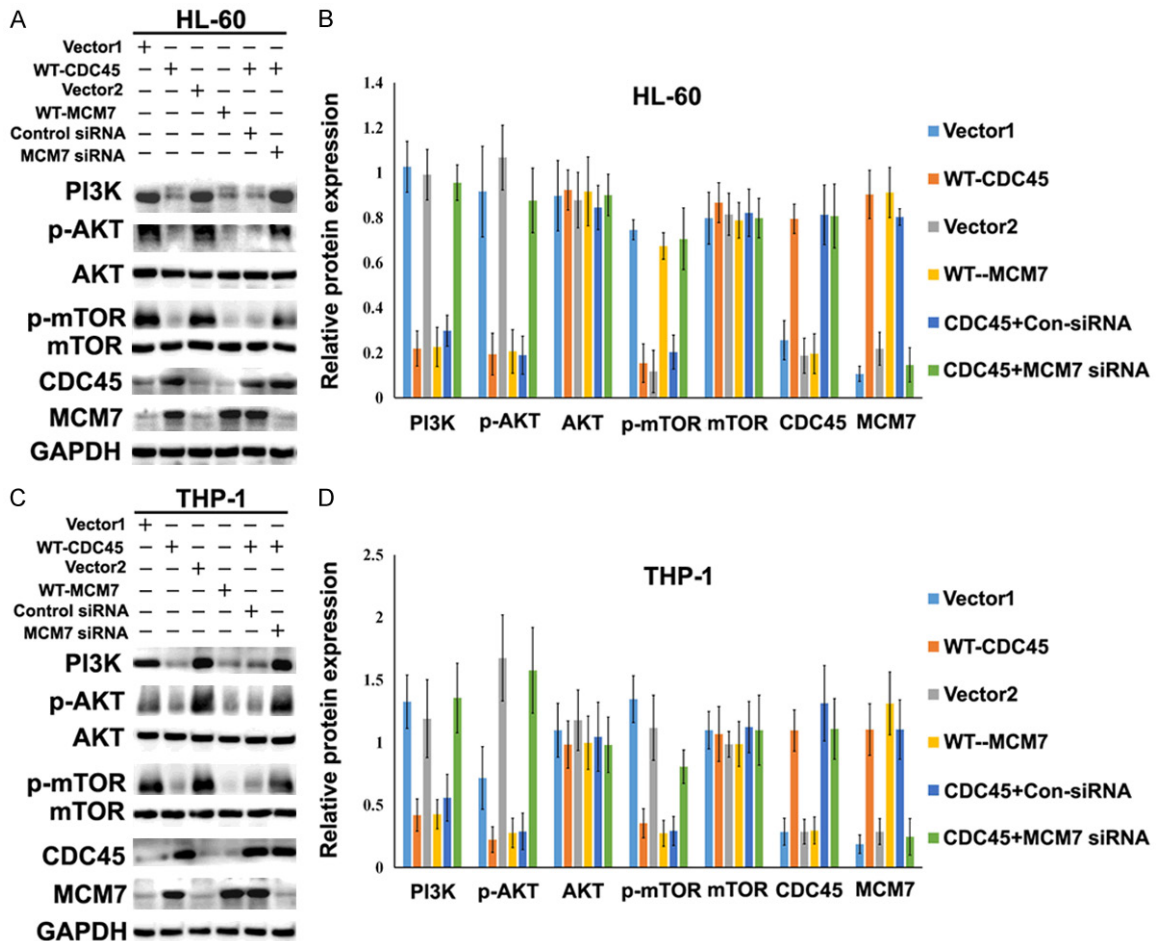 A
HL-60
Vector1 + − − − − −
WT-CDC45 − + − − + +
Vector2 − − + − − −
WT-MCM7 − − − + − −
Control siRNA − − − − + −
MCM7 siRNA − − − − − +
PI3K
p-AKT
AKT
p-mTOR
mTOR
CDC45
MCM7
GAPDH
B
HL-60
Relative protein expression
1.4
1.2
1
0.8
0.6
0.4
0.2
0
PI3K p-AKT AKT p-mTOR mTOR CDC45 MCM7
Vector1
WT-CDC45
Vector2
WT--MCM7
CDC45+Con-siRNA
CDC45+MCM7 siRNA
C
THP-1
Vector1 + − − − − −
WT-CDC45 − + − − + +
Vector2 − − + − − −
WT-MCM7 − − − + − −
Control siRNA − − − − + −
MCM7 siRNA − − − − − +
PI3K
p-AKT
AKT
p-mTOR
mTOR
CDC45
MCM7
GAPDH
D
THP-1
Relative protein expression
2.5
2
1.5
1
0.5
0
PI3K p-AKT AKT p-mTOR mTOR CDC45 MCM7
Vector1
WT-CDC45
Vector2
WT--MCM7
CDC45+Con-siRNA
CDC45+MCM7 siRNA